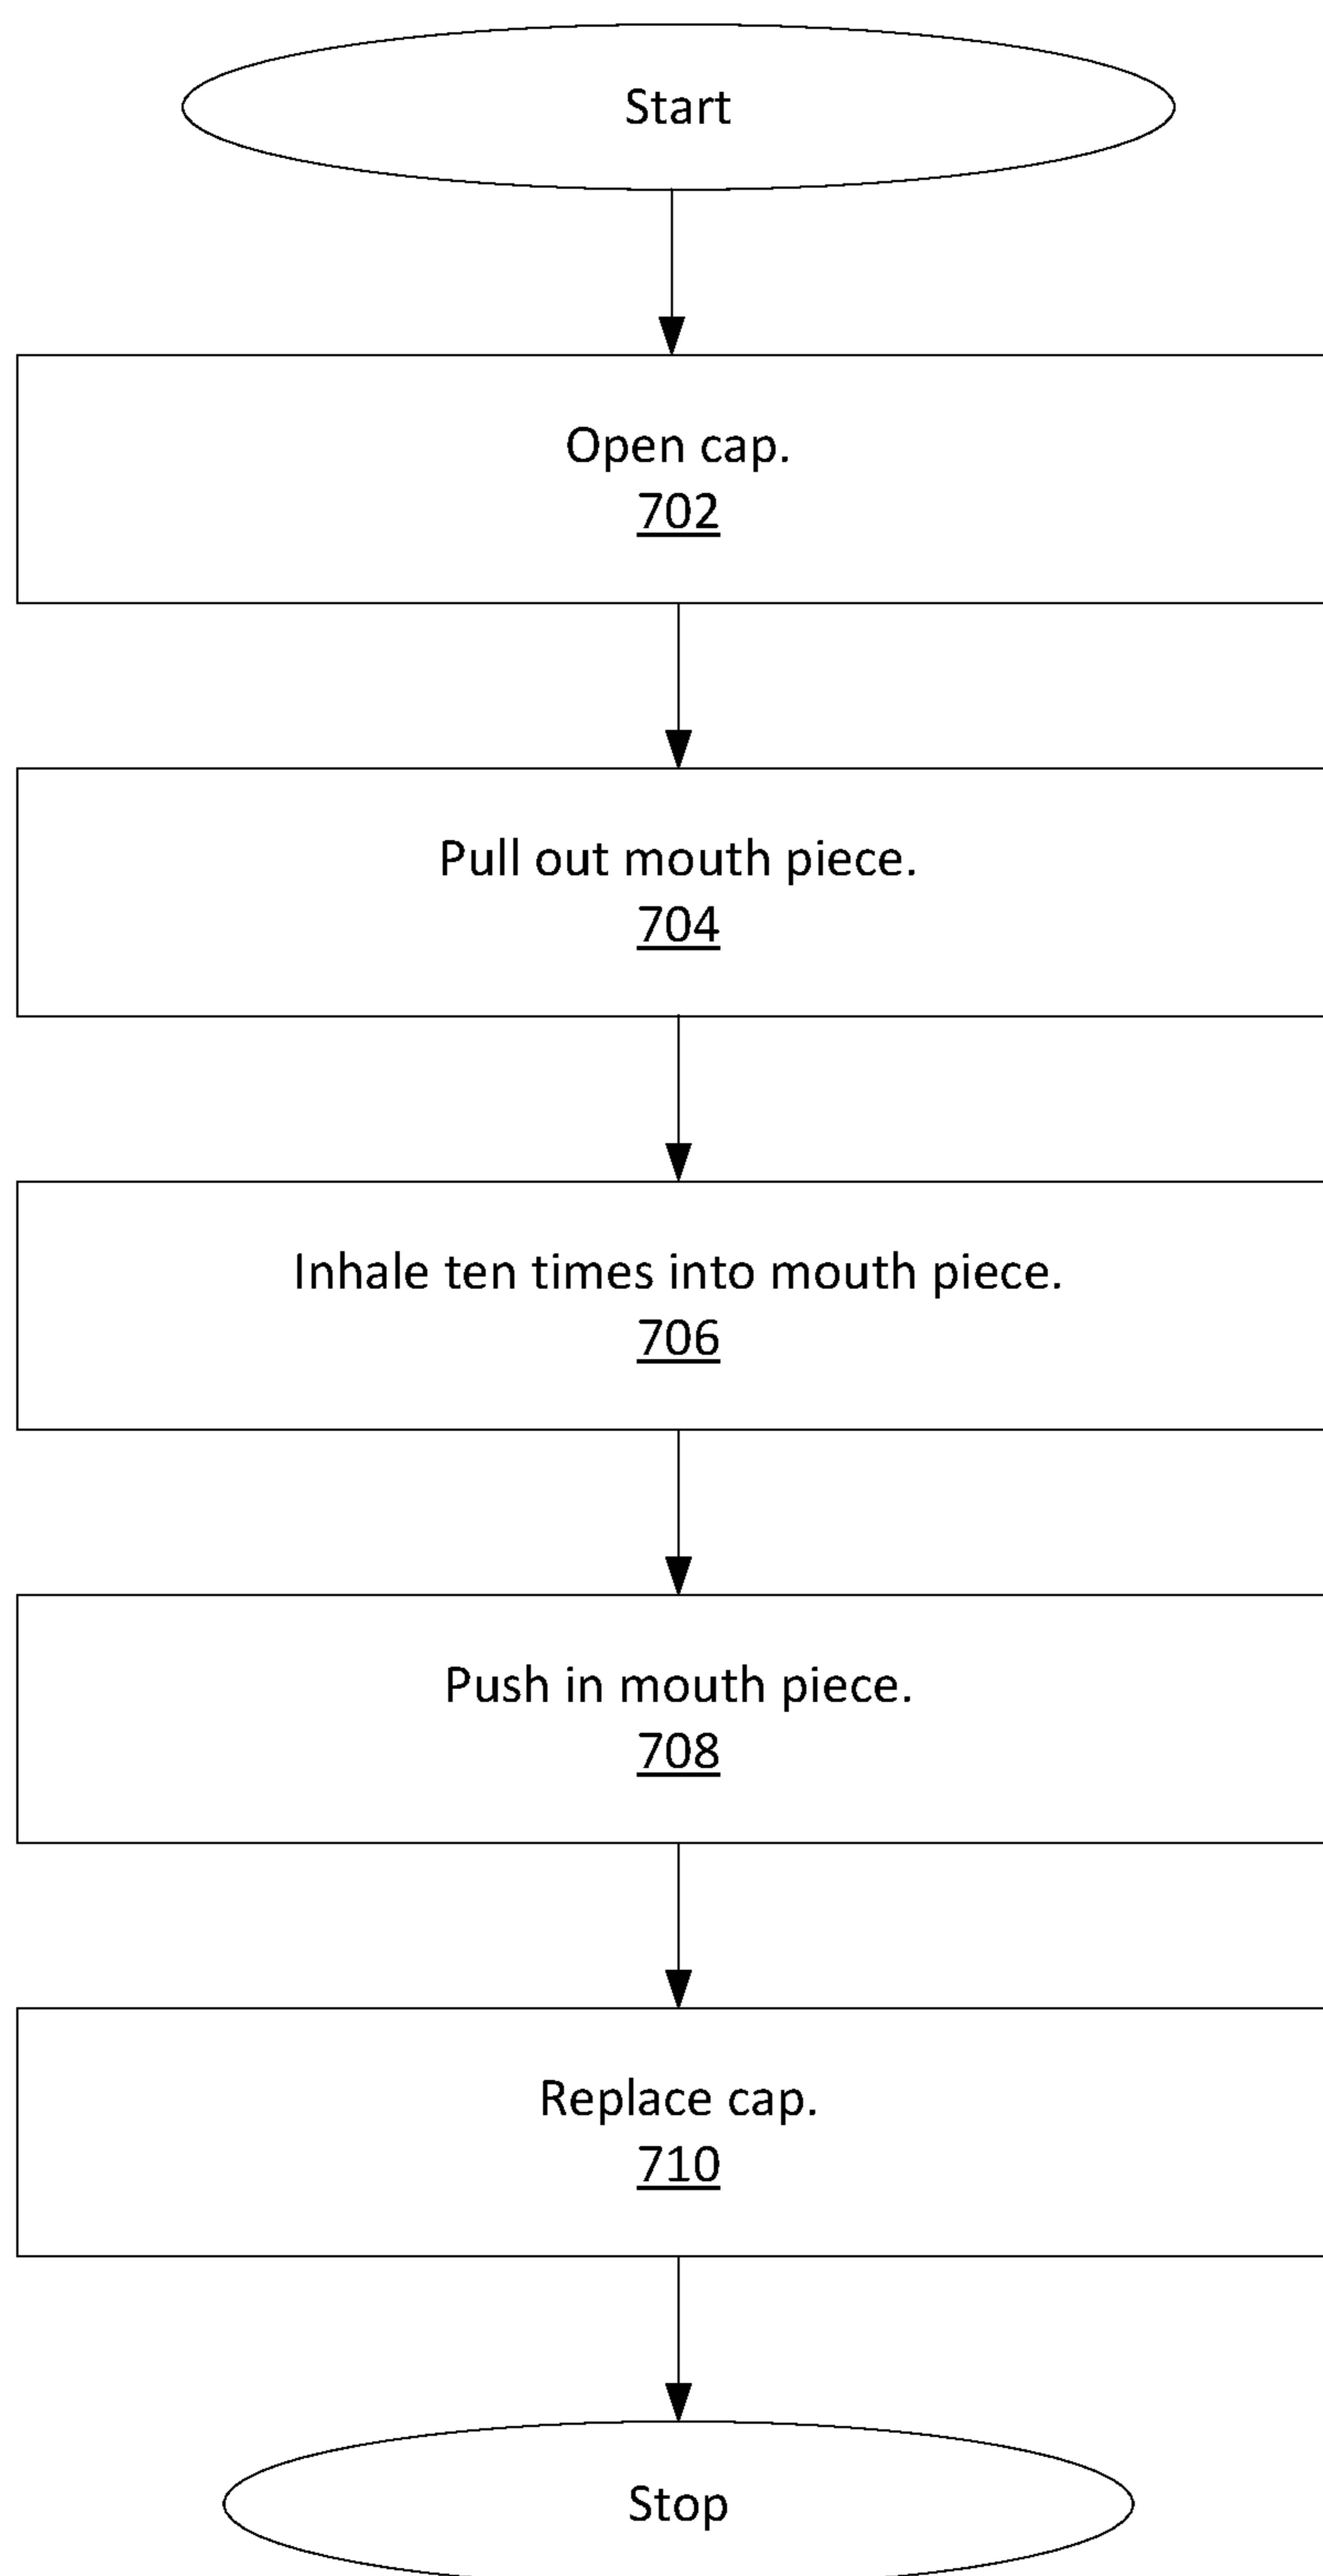 Start
Open cap.
702
Pull out mouth piece.
704
Inhale ten times into mouth piece.
706
Push in mouth piece.
708
Replace cap.
710
Stop